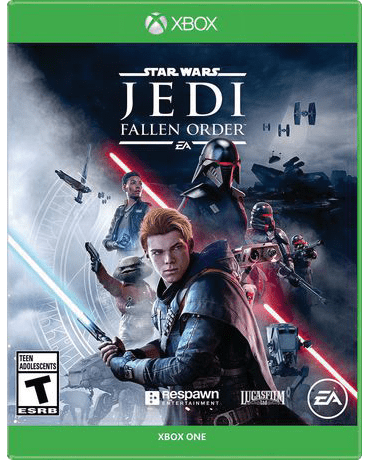 XBOX
STAR WARS
JEDI
FALLEN ORDER
EA
TEEN
ADOLESCENTS
T
ESRB
RESPAWN
ENTERTAINMENT
LUCASFILM
EA
XBOX ONE